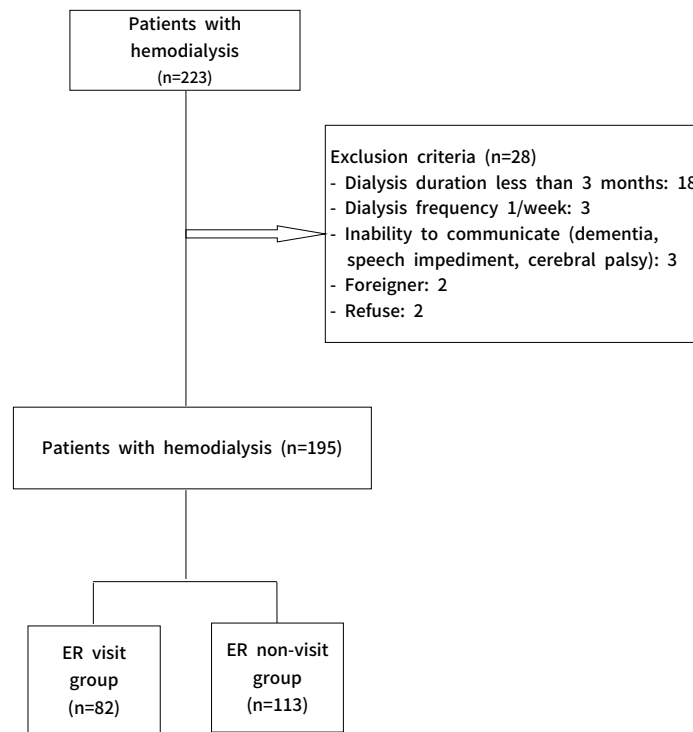 Patients with
hemodialysis
(n=223)
Exclusion criteria (n=28)
- Dialysis duration less than 3 months: 18
- Dialysis frequency 1/week: 3
- Inability to communicate (dementia,
speech impediment, cerebral palsy): 3
- Foreigner: 2
- Refuse: 2
Patients with hemodialysis (n=195)
ER visit
group
(n=82)
ER non-visit
group
(n=113)